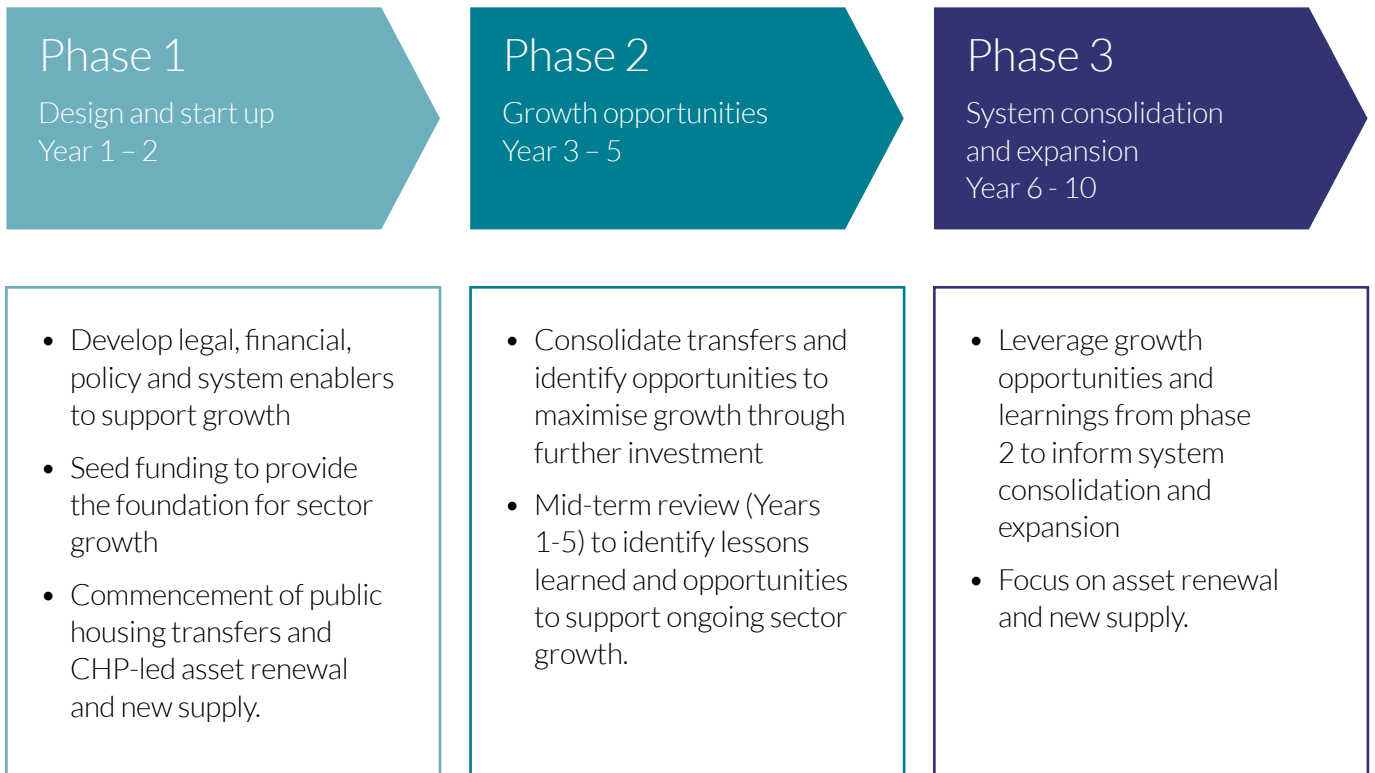 Phase 1
Design and start up
Year 1 – 2
Phase 2
Growth opportunities
Year 3 – 5
Phase 3
System consolidation
and expansion
Year 6 - 10
• Develop legal, financial,
policy and system enablers
to support growth
• Seed funding to provide
the foundation for sector
growth
• Commencement of public
housing transfers and
CHP-led asset renewal
and new supply.
• Consolidate transfers and
identify opportunities to
maximise growth through
further investment
• Mid-term review (Years
1-5) to identify lessons
learned and opportunities
to support ongoing sector
growth.
• Leverage growth
opportunities and
learnings from phase
2 to inform system
consolidation and
expansion
• Focus on asset renewal
and new supply.